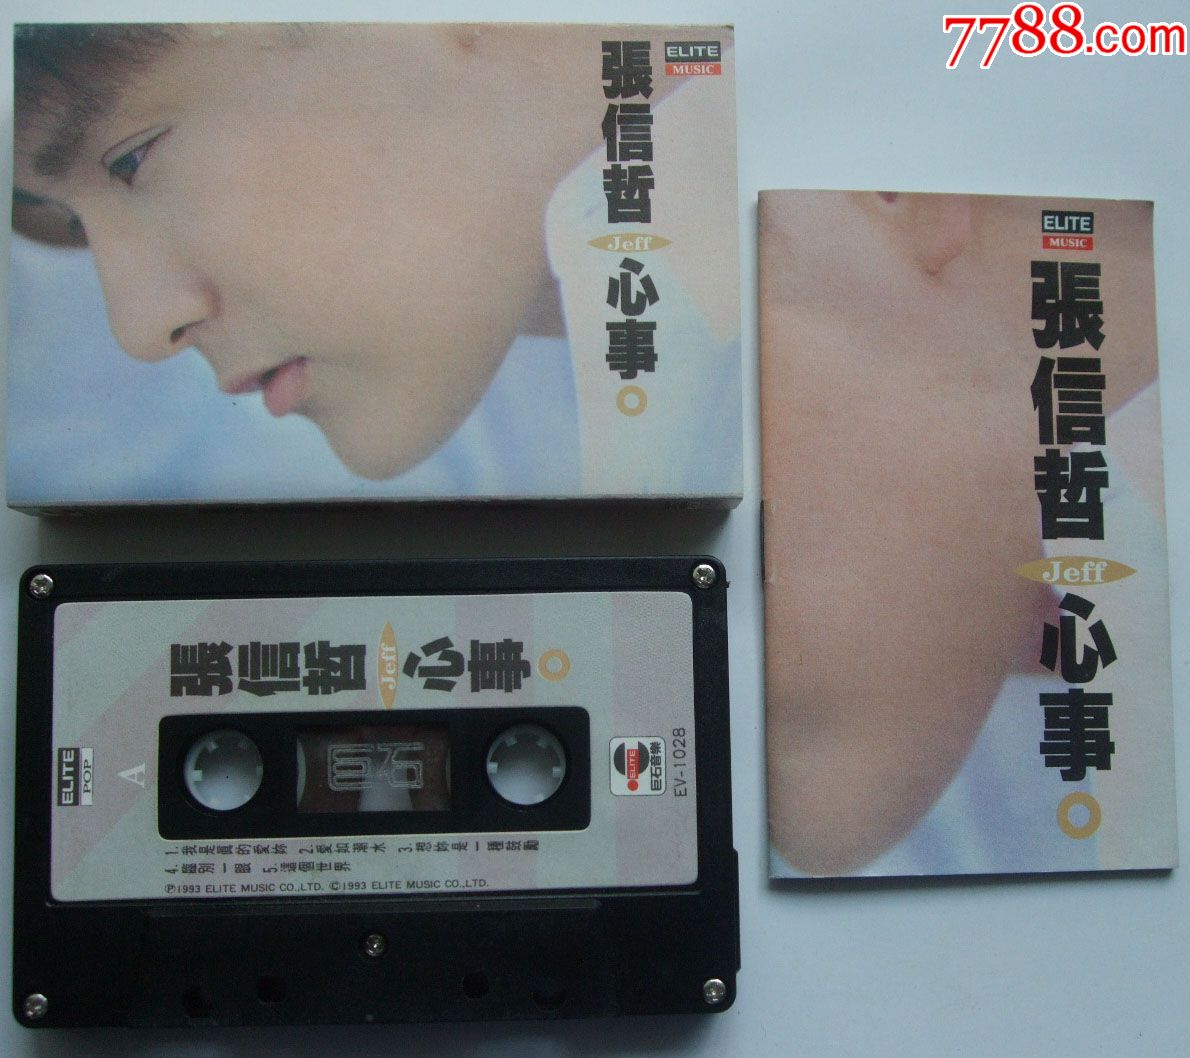 7788.com
ELITE
MUSIC
張信哲
Jeff
心事
ELITE
MUSIC
張信哲
Jeff
心事
張信哲 Jeff 心事
ELITE
POP
A
巨石
ELITE
巨石音樂
EV-1028
1.我是真的愛妳 2.愛如潮水 3.想妳是一種鼓動
4.臨別一眼 5.這個世界
Ⓟ1993 ELITE MUSIC CO.,LTD. ©1993 ELITE MUSIC CO.,LTD.